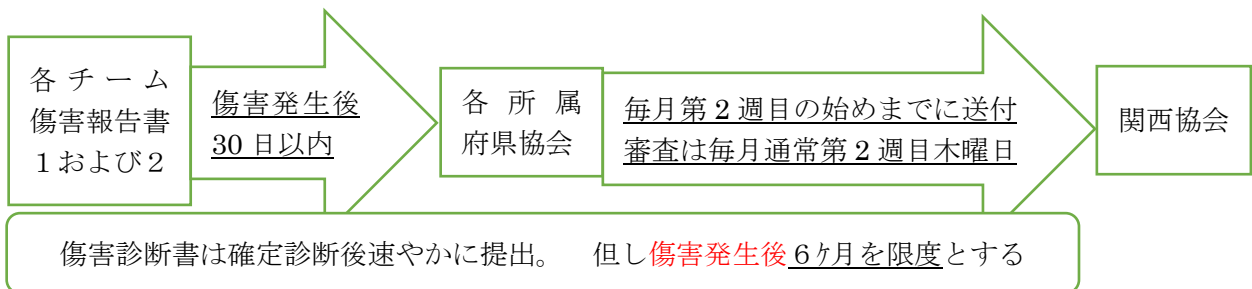 各チーム
傷害報告書
１および２
傷害発生後
30日以内
各所属
府県協会
毎月第2週目の始めまでに送付
審査は毎月通常第2週目木曜日
関西協会
傷害診断書は確定診断後速やかに提出。　但し傷害発生後６ｹ月を限度とする